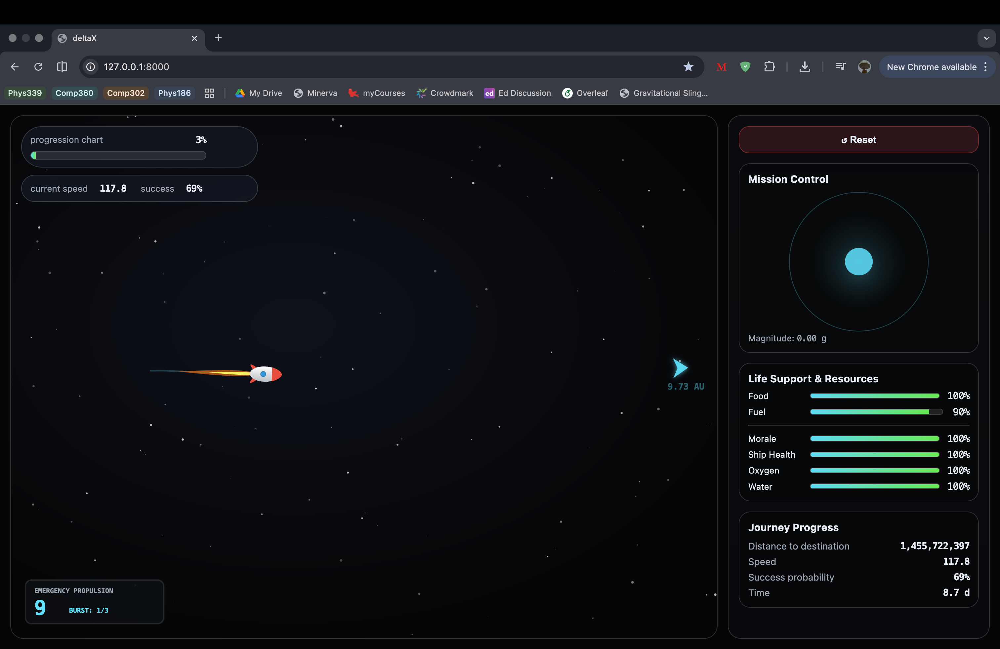 deltaX
127.0.0.1:8000
M
New Chrome available
Phys339 Comp360 Comp302 Phys186 My Drive Minerva myCourses Crowdmark ed Ed Discussion Overleaf Gravitational Sling...
progression chart 3%
current speed 117.8 success 69%
9.73 AU
EMERGENCY PROPULSION
9 BURST: 1/3
↺ Reset
Mission Control
Magnitude: 0.00 g
Life Support & Resources
Food 100%
Fuel 90%
Morale 100%
Ship Health 100%
Oxygen 100%
Water 100%
Journey Progress
Distance to destination 1,455,722,397
Speed 117.8
Success probability 69%
Time 8.7 d